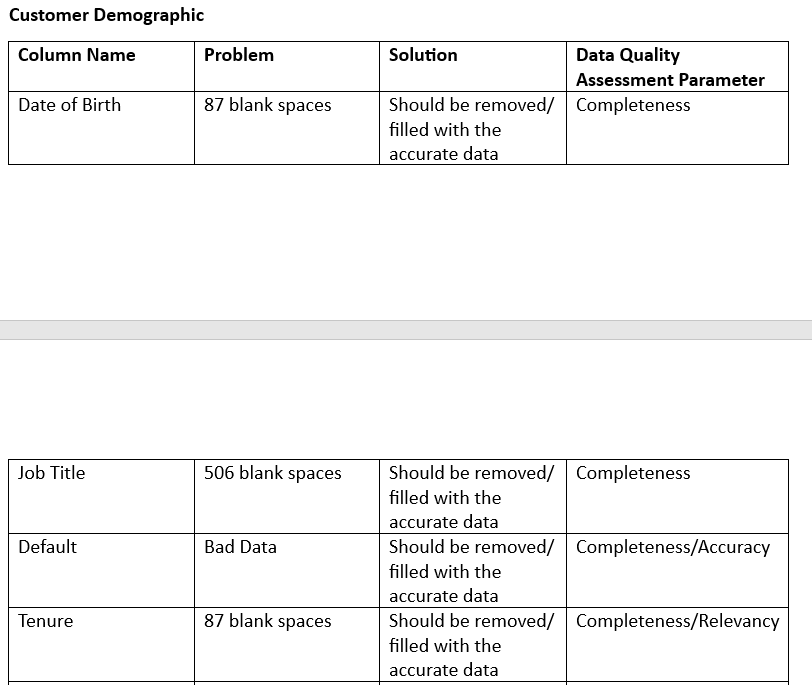 Customer Demographic
Column Name Problem Solution Data Quality
Assessment Parameter
Date of Birth 87 blank spaces Should be removed/ Completeness
filled with the
accurate data
Job Title 506 blank spaces Should be removed/ Completeness
filled with the
accurate data
Default Bad Data Should be removed/ Completeness/Accuracy
filled with the
accurate data
Tenure 87 blank spaces Should be removed/ Completeness/Relevancy
filled with the
accurate data